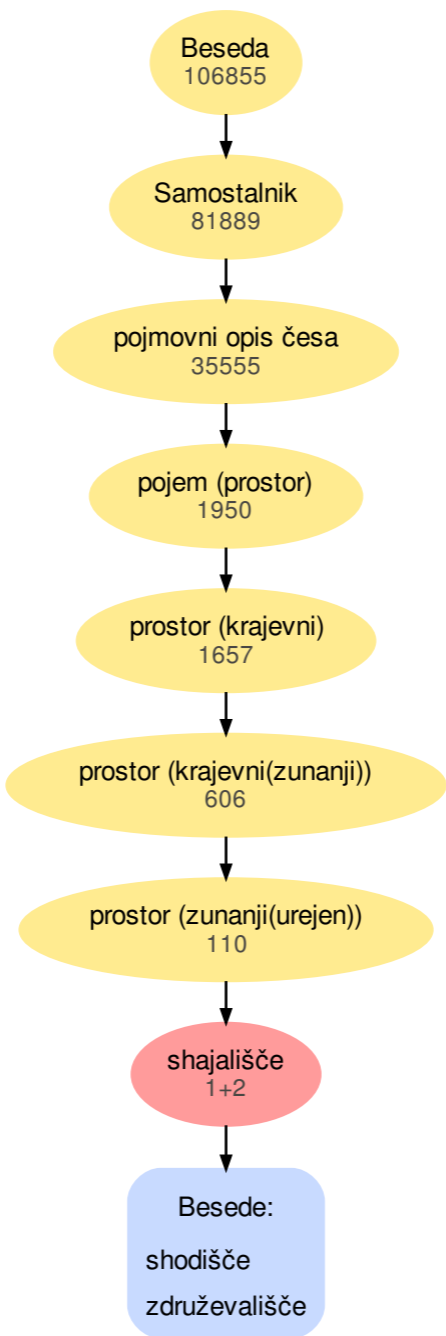 Beseda
106855
Samostalnik
81889
pojmovni opis česa
35555
pojem (prostor)
1950
prostor (krajevni)
1657
prostor (krajevni(zunanji))
606
prostor (zunanji(urejen))
110
shajališče
1+2
Besede:
shodišče
združevališče